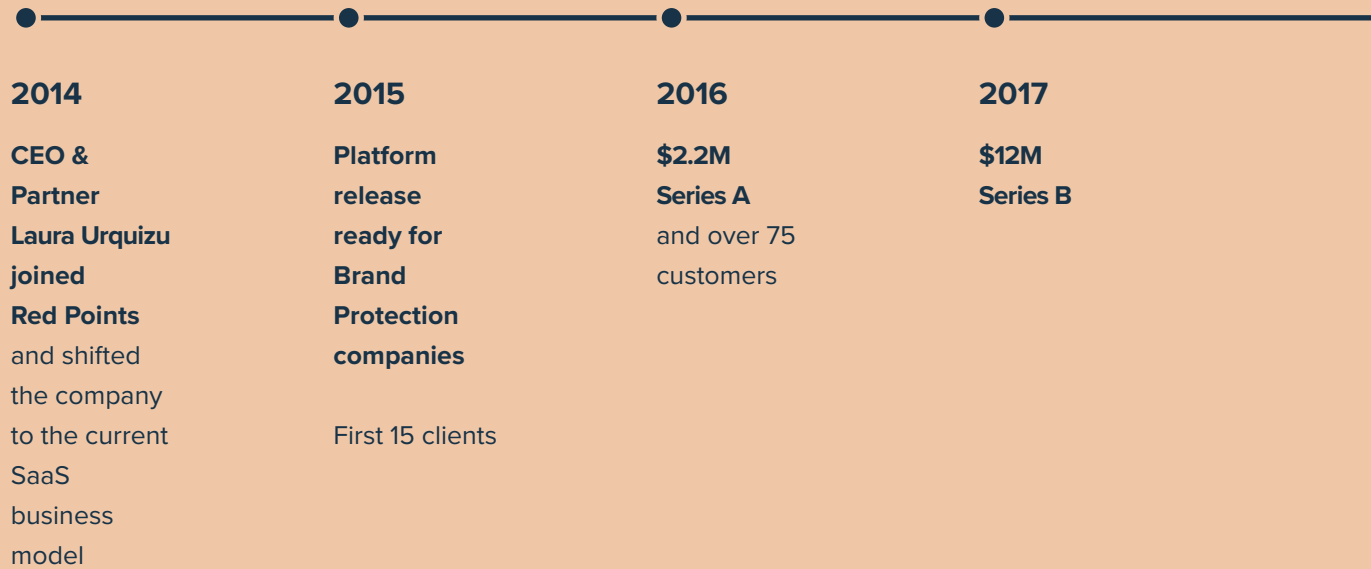 2014
CEO &
Partner
Laura Urquizu
joined
Red Points
and shifted
the company
to the current
SaaS
business
model
2015
Platform
release
ready for
Brand
Protection
companies
First 15 clients
2016
$2.2M
Series A
and over 75
customers
2017
$12M
Series B